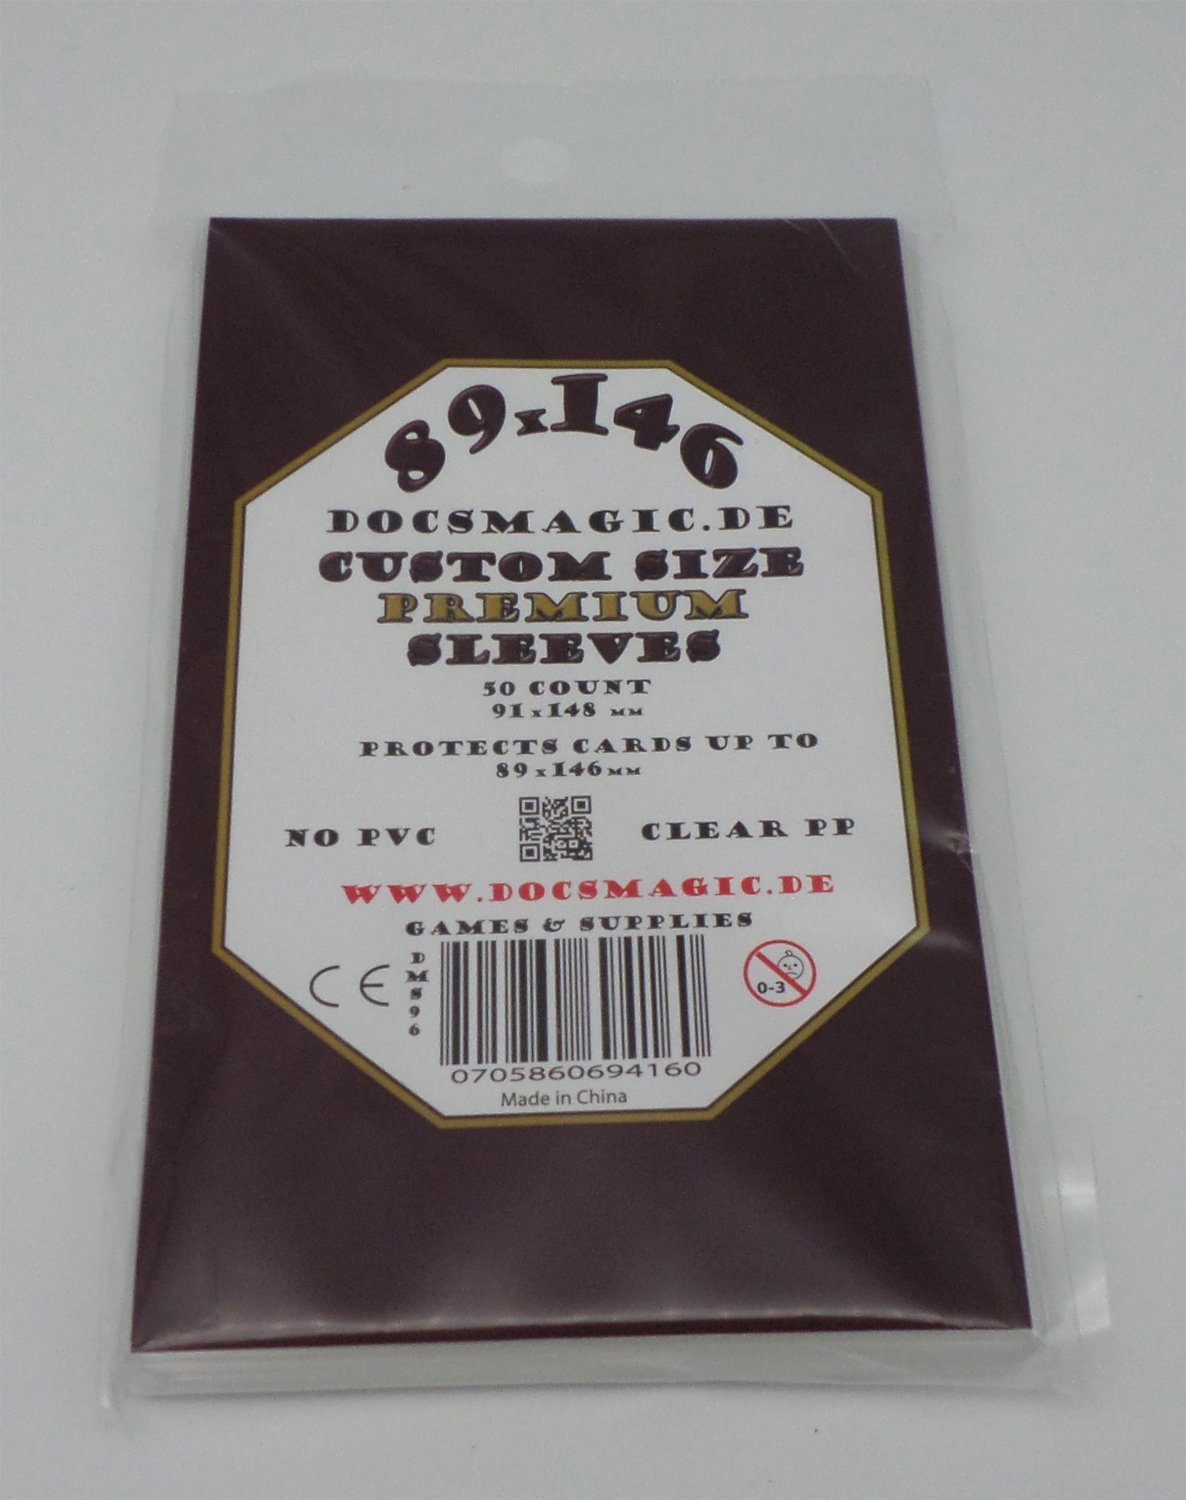 89x146
DOCSMAGIC.DE
CUSTOM SIZE
PREMIUM
SLEEVES
50 COUNT
91x148 MM
PROTECTS CARDS UP TO
89x146MM
NO PVC
CLEAR PP
WWW.DOCSMAGIC.DE
GAMES & SUPPLIES
CE
DMS96
0-3
0705860694160
Made in China